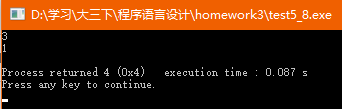 D:\学习\大三下\程序语言设计\homework3\test5_8.exe
3
1
Process returned 4 (0x4)   execution time : 0.087 s
Press any key to continue.